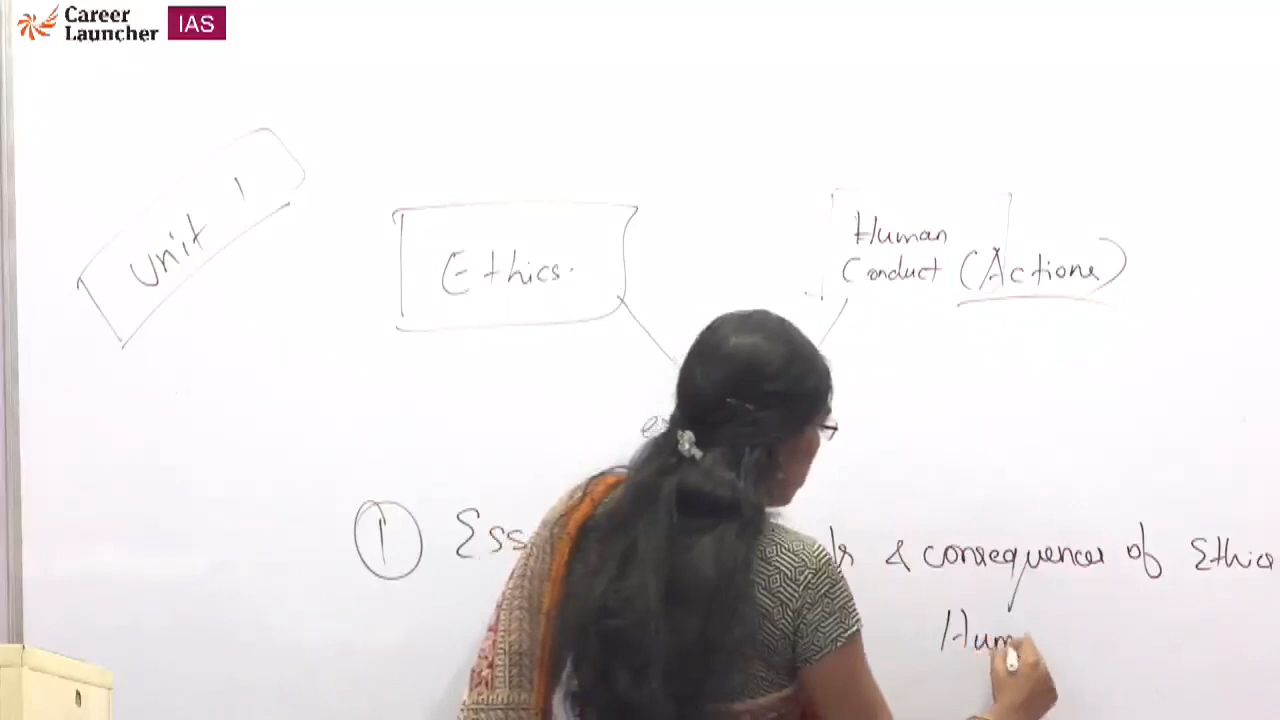 Career
Launcher
IAS
Unit 1
Ethics.
Human
Conduct (Actions)
① Ess
& consequences of Ethics
Hum